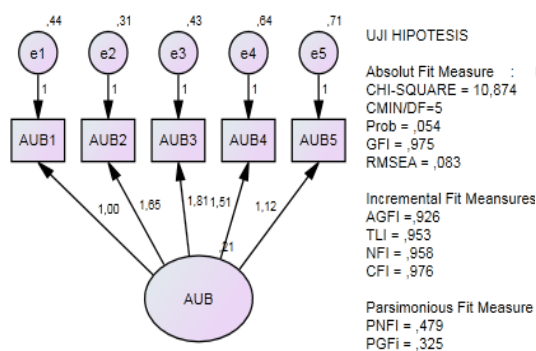 ,44 ,31 ,43 ,64 ,71
e1 e2 e3 e4 e5
1 1 1 1 1
AUB1 AUB2 AUB3 AUB4 AUB5
1,00 1,65 1,81 1,51 1,12
,21
AUB
UJI HIPOTESIS
Absolut Fit Measure :
CHI-SQUARE = 10,874
CMIN/DF=5
Prob = ,054
GFI = ,975
RMSEA = ,083
Incremental Fit Meansures
AGFI =,926
TLI = ,953
NFI = ,958
CFI = ,976
Parsimonious Fit Measure
PNFI = ,479
PGFi = ,325